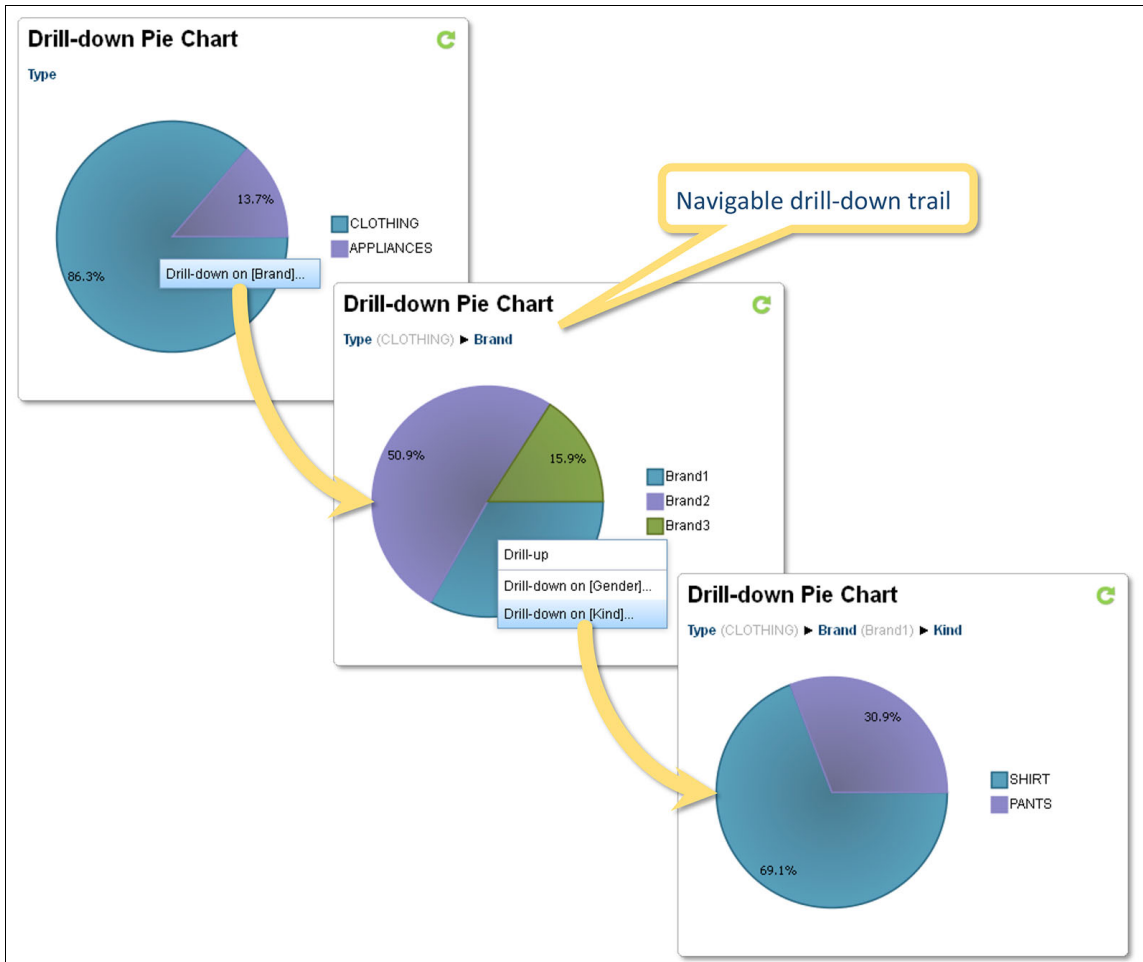 Drill-down Pie Chart
Type
13.7%
86.3%
CLOTHING
APPLIANCES
Drill-down on [Brand]...
Navigable drill-down trail
Drill-down Pie Chart
Type (CLOTHING) ► Brand
50.9%
15.9%
Brand1
Brand2
Brand3
Drill-up
Drill-down on [Gender]...
Drill-down on [Kind]...
Drill-down Pie Chart
Type (CLOTHING) ► Brand (Brand1) ► Kind
30.9%
69.1%
SHIRT
PANTS